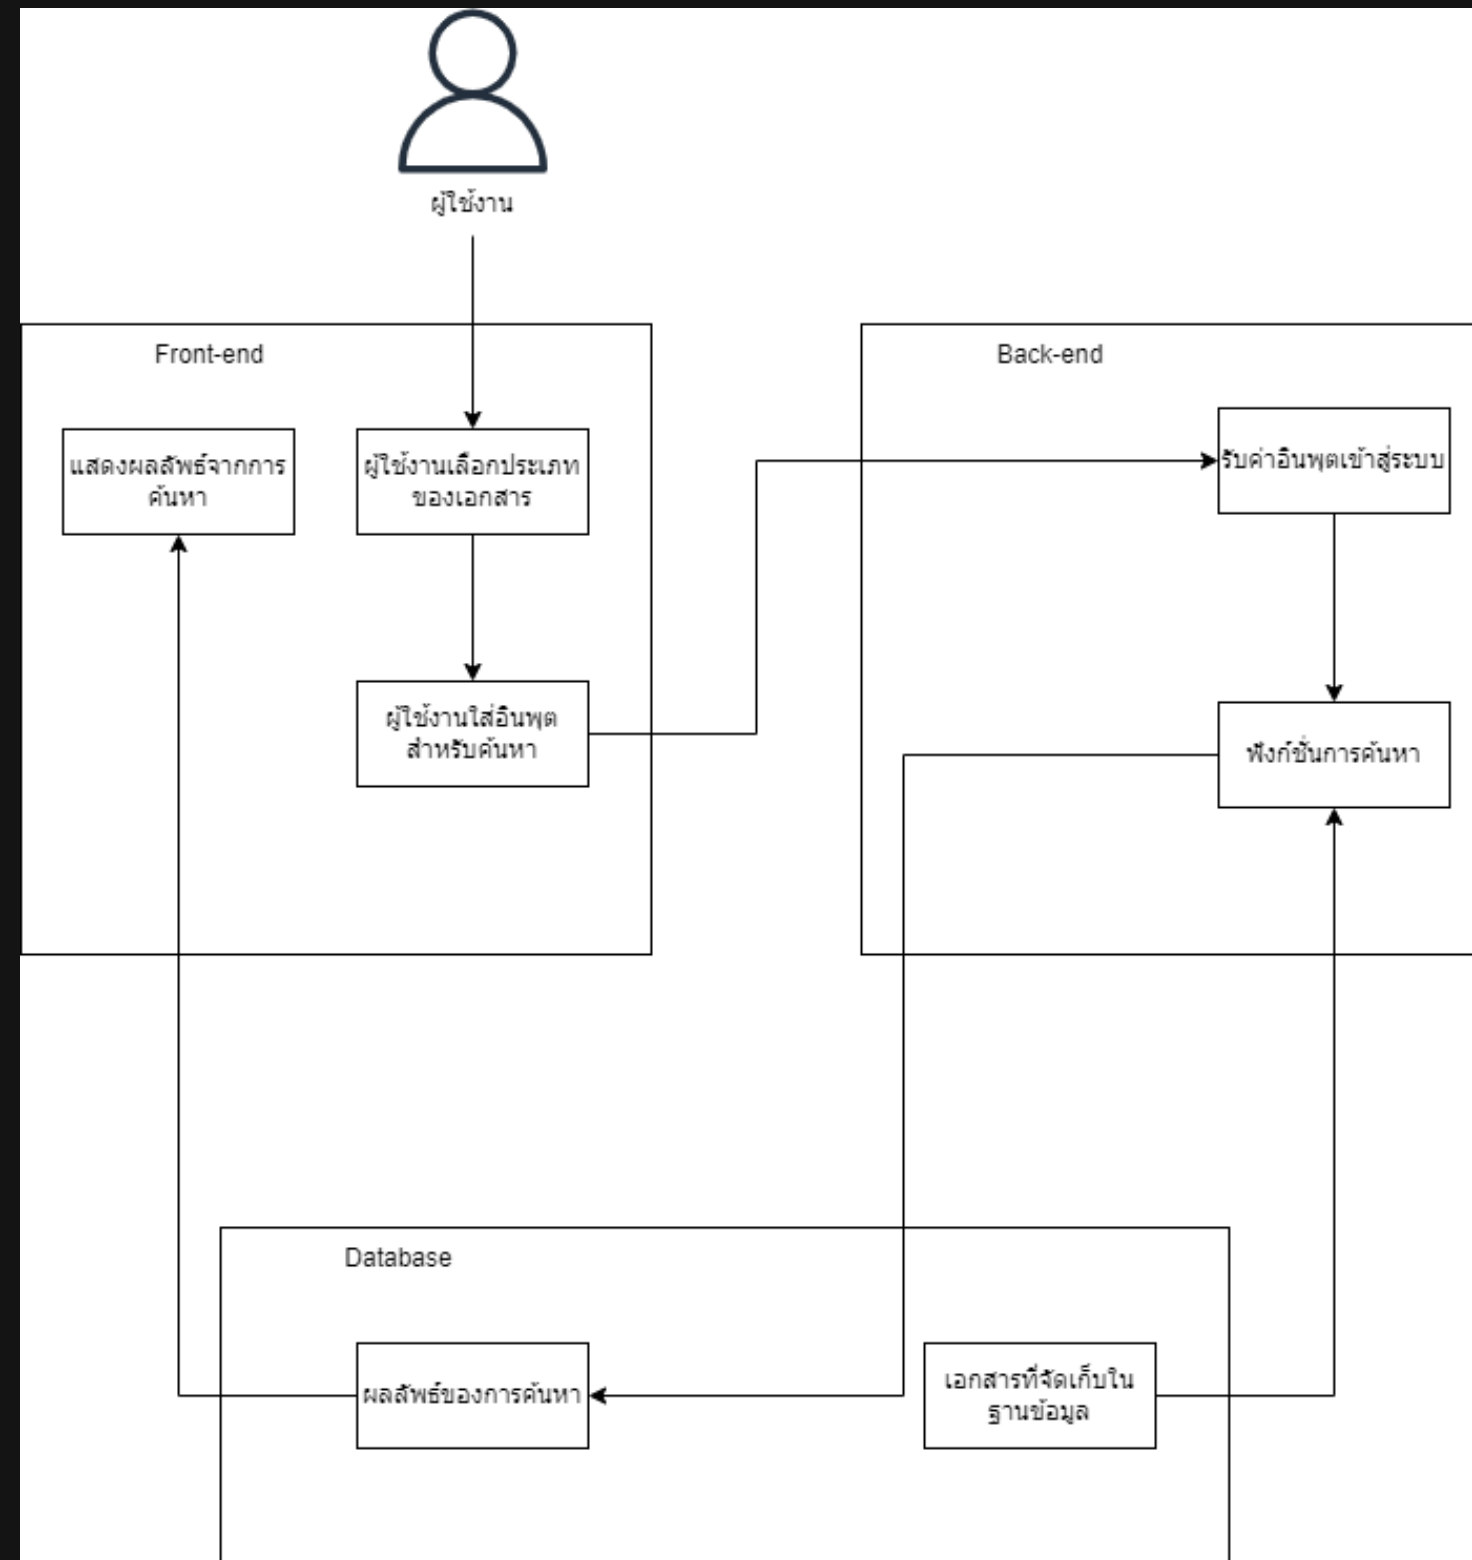 ผู้ใช้งาน
Front-end
Back-end
แสดงผลลัพธ์จากการ
ค้นหา
ผู้ใช้งานเลือกประเภท
ของเอกสาร
รับค่าอินพุตเข้าสู่ระบบ
ผู้ใช้งานใส่อินพุต
สำหรับค้นหา
ฟังก์ชั่นการค้นหา
Database
ผลลัพธ์ของการค้นหา
เอกสารที่จัดเก็บใน
ฐานข้อมูล